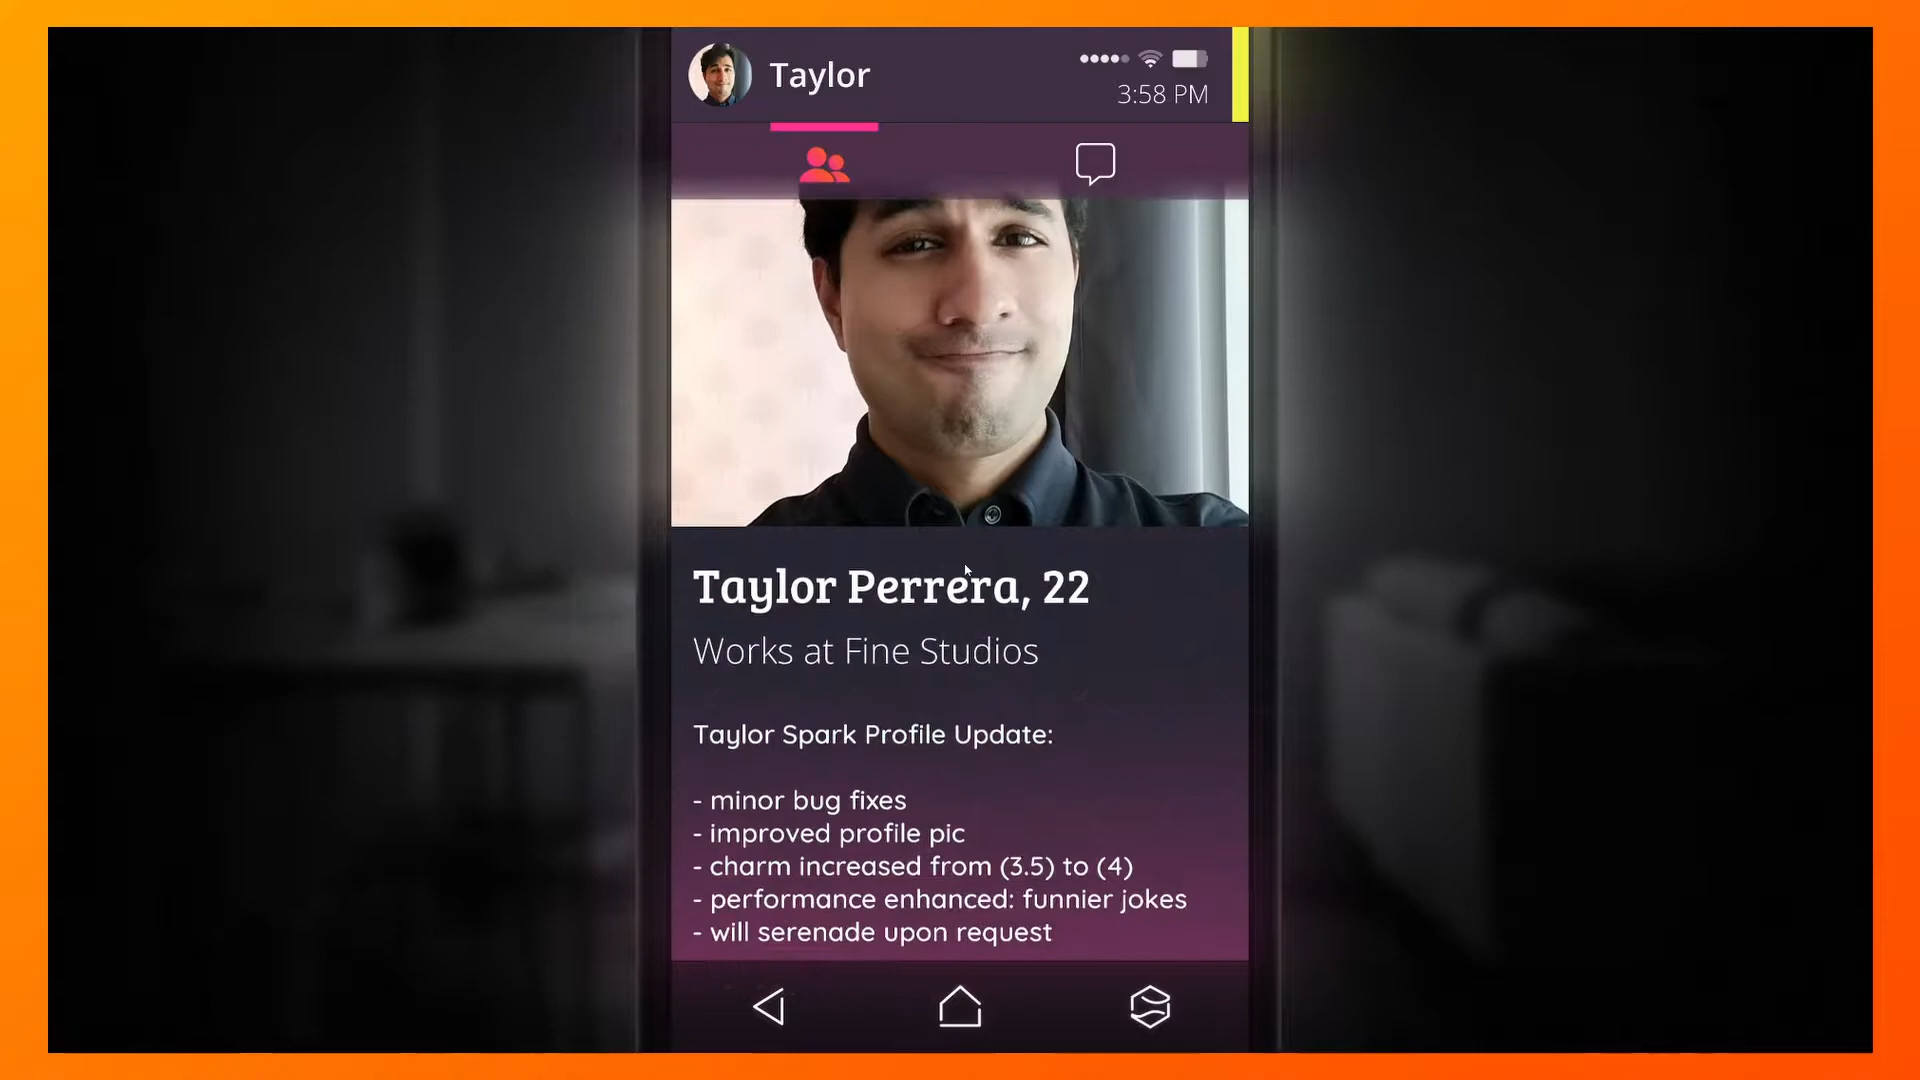 Taylor
3:58 PM
Taylor Perrera, 22
Works at Fine Studios
Taylor Spark Profile Update:
- minor bug fixes
- improved profile pic
- charm increased from (3.5) to (4)
- performance enhanced: funnier jokes
- will serenade upon request